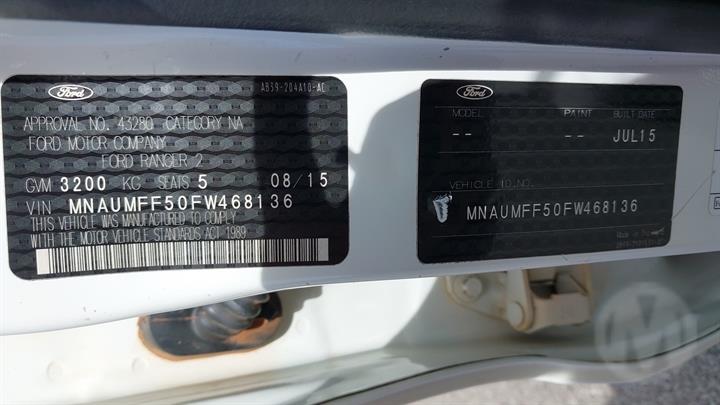 Ford
AB39-204A10-AC
APPROVAL NO. 43280 CATEGORY NA
FORD MOTOR COMPANY
FORD RANGER 2
GVM 3200 KG SEATS 5 08/15
VIN MNAUMFF50FW468136
THIS VEHICLE WAS MANUFACTURED TO COMPLY
WITH THE MOTOR VEHICLE STANDARDS ACT 1989
Ford
MODEL PAINT BUILT DATE
-- -- JUL15
VEHICLE ID NO.
MNAUMFF50FW468136
Made in
M